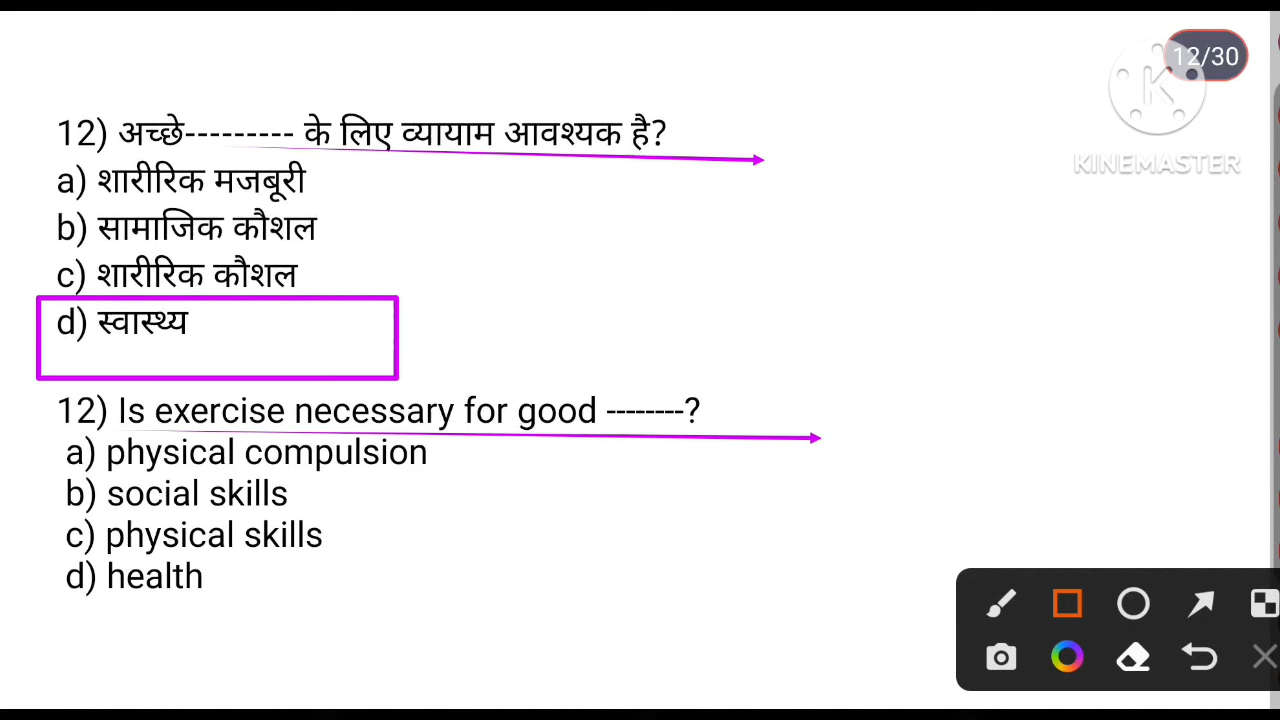 12/30
KINEMASTER
12) अच्छे--------- के लिए व्यायाम आवश्यक है?
a) शारीरिक मजबूरी
b) सामाजिक कौशल
c) शारीरिक कौशल
d) स्वास्थ्य
12) Is exercise necessary for good --------?
a) physical compulsion
b) social skills
c) physical skills
d) health